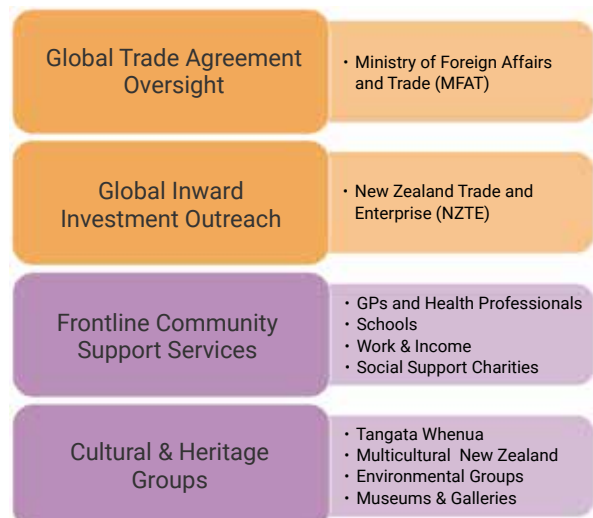 Global Trade Agreement
Oversight
· Ministry of Foreign Affairs
and Trade (MFAT)
Global Inward
Investment Outreach
· New Zealand Trade and
Enterprise (NZTE)
Frontline Community
Support Services
· GPs and Health Professionals
· Schools
· Work & Income
· Social Support Charities
Cultural & Heritage
Groups
· Tangata Whenua
· Multicultural New Zealand
· Environmental Groups
· Museums & Galleries